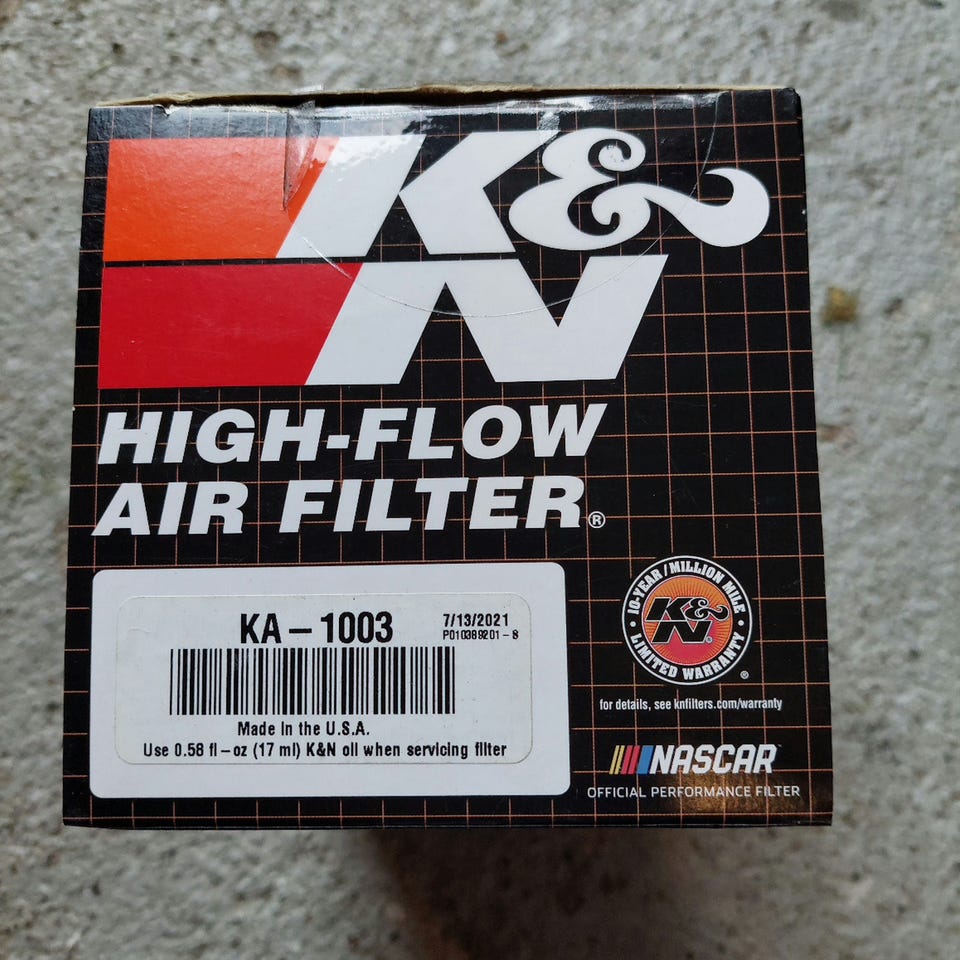 K&
N
HIGH-FLOW
AIR FILTER®
KA-1003
7/13/2021
P010389201-8
Made In the U.S.A.
Use 0.58 fl-oz (17 ml) K&N oil when servicing filter
10-YEAR / MILLION MILE
K&
N®
LIMITED WARRANTY
®
for details, see knfilters.com/warranty
NASCAR
OFFICIAL PERFORMANCE FILTER